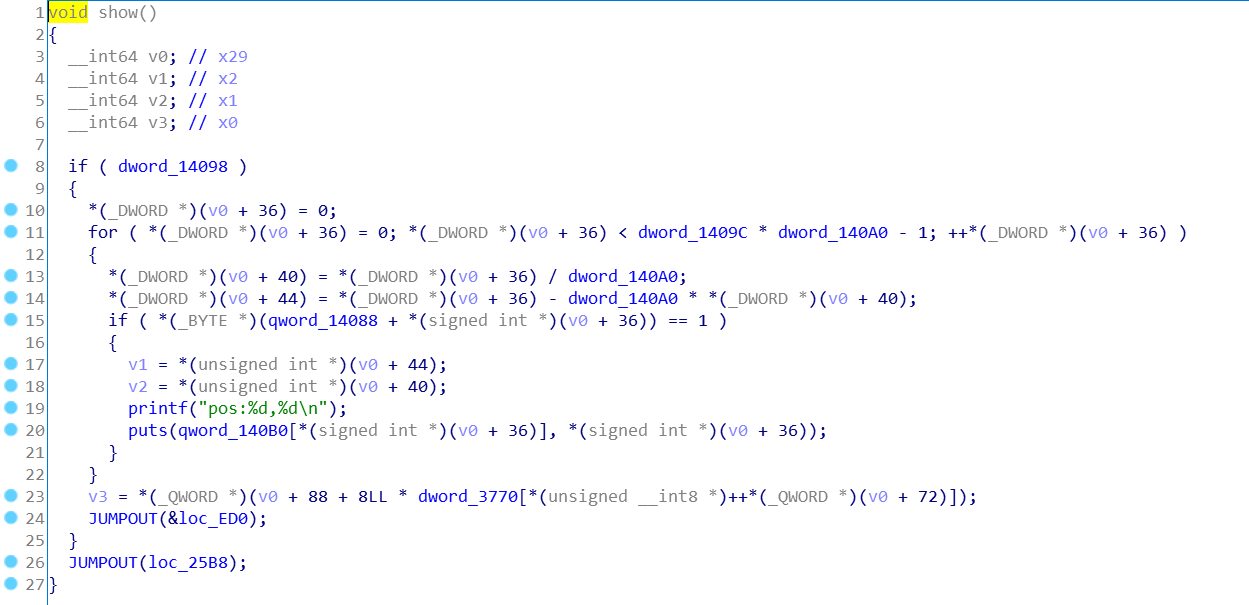 1 void show()
2 {
3 __int64 v0; // x29
4 __int64 v1; // x2
5 __int64 v2; // x1
6 __int64 v3; // x0
7
8 if ( dword_14098 )
9 {
10 *(_DWORD *)(v0 + 36) = 0;
11 for ( *(_DWORD *)(v0 + 36) = 0; *(_DWORD *)(v0 + 36) < dword_1409C * dword_140A0 - 1; ++*(_DWORD *)(v0 + 36) )
12 {
13 *(_DWORD *)(v0 + 40) = *(_DWORD *)(v0 + 36) / dword_140A0;
14 *(_DWORD *)(v0 + 44) = *(_DWORD *)(v0 + 36) - dword_140A0 * *(_DWORD *)(v0 + 40);
15 if ( *(_BYTE *)(qword_14088 + *(signed int *)(v0 + 36)) == 1 )
16 {
17 v1 = *(unsigned int *)(v0 + 44);
18 v2 = *(unsigned int *)(v0 + 40);
19 printf("pos:%d,%d\n");
20 puts(qword_140B0[*(signed int *)(v0 + 36)], *(signed int *)(v0 + 36));
21 }
22 }
23 v3 = *(_QWORD *)(v0 + 88 + 8LL * dword_3770[*(unsigned __int8 *)++*(_QWORD *)(v0 + 72)]);
24 JUMPOUT(&loc_ED0);
25 }
26 JUMPOUT(loc_25B8);
27 }